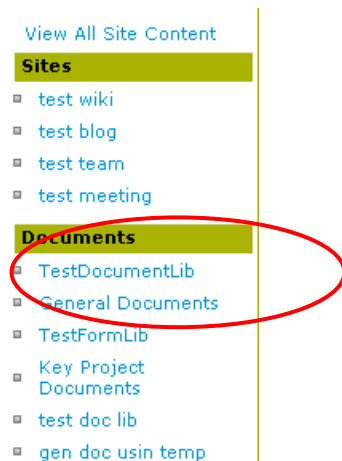 View All Site Content
Sites
test wiki
test blog
test team
test meeting
Documents
TestDocumentLib
General Documents
TestFormLib
Key Project
Documents
test doc lib
gen doc usin temp